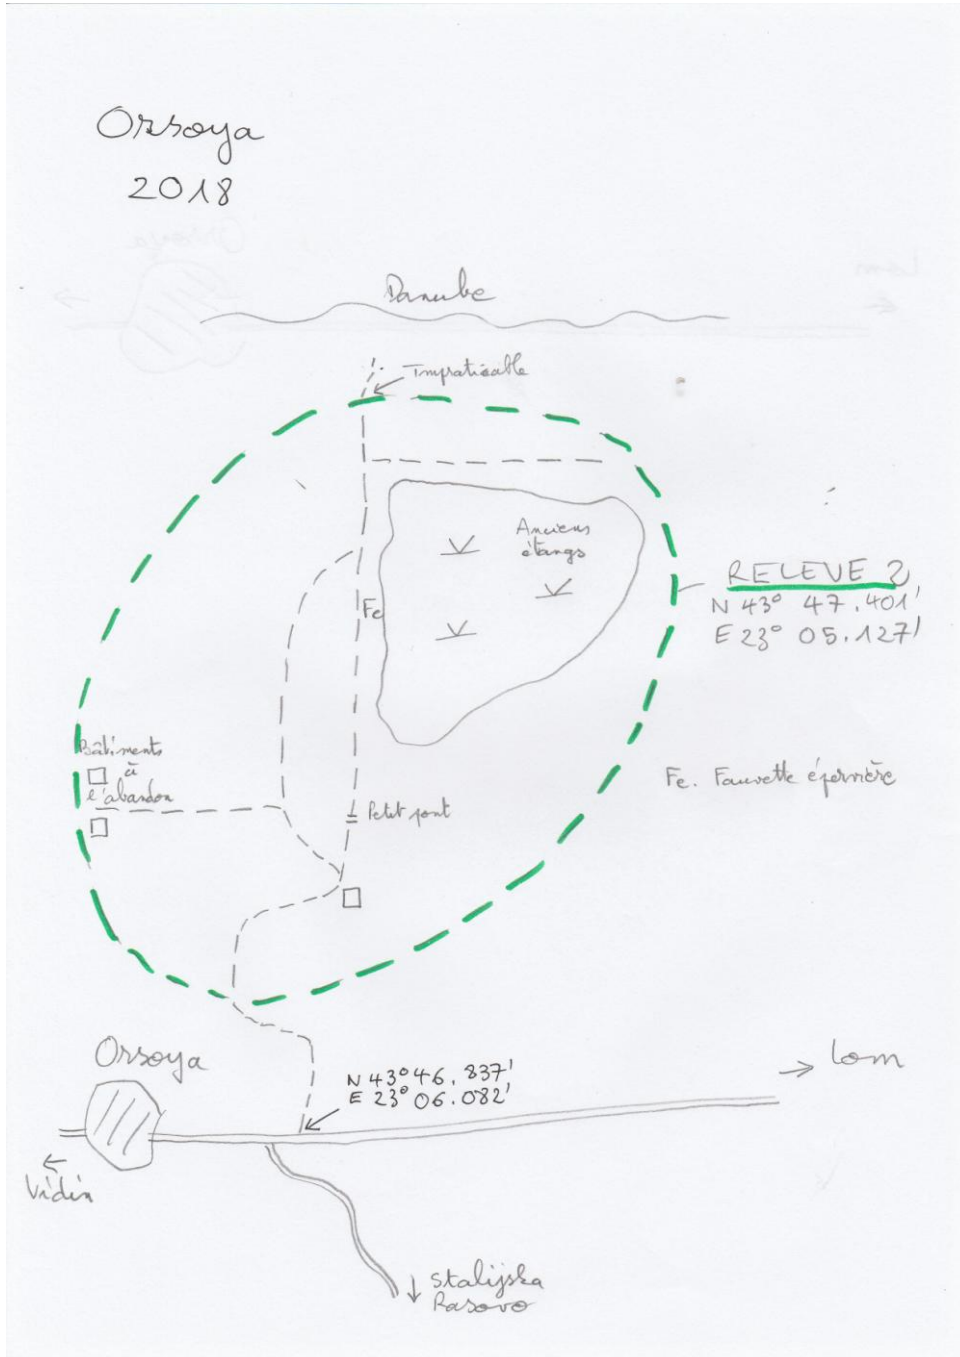 Orsoya
2018
Danube
Impraticable
Anciens
étangs
RELEVE 2
N 43° 47.401'
E 23° 05.127'
Fe
Bâtiments
à
l'abandon
Fe. Fauvette épervière
Petit pont
Orsoya
N 43° 46.837'
E 23° 06.082'
Lom
Vidin
Stalijska
Rasovo